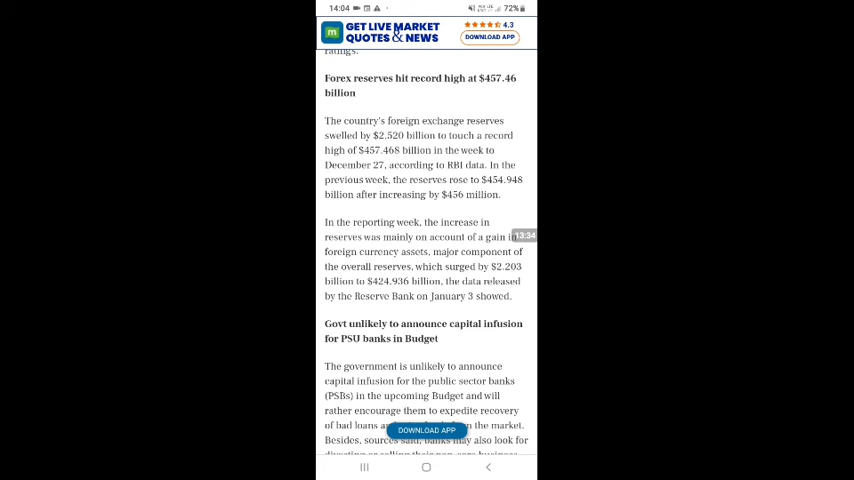 14:04
72%
GET LIVE MARKET
QUOTES & NEWS
4.3
DOWNLOAD APP
ratings.
Forex reserves hit record high at $457.46
billion
The country's foreign exchange reserves
swelled by $2,520 billion to touch a record
high of $457.468 billion in the week to
December 27, according to RBI data. In the
previous week, the reserves rose to $454.948
billion after increasing by $456 million.
In the reporting week, the increase in
reserves was mainly on account of a gain in
13:34
foreign currency assets, major component of
the overall reserves, which surged by $2.203
billion to $424.936 billion, the data released
by the Reserve Bank on January 3 showed.
Govt unlikely to announce capital infusion
for PSU banks in Budget
The government is unlikely to announce
capital infusion for the public sector banks
(PSBs) in the upcoming Budget and will
rather encourage them to expedite recovery
of bad loans the market.
DOWNLOAD APP
Besides, sources said, banks may also look for